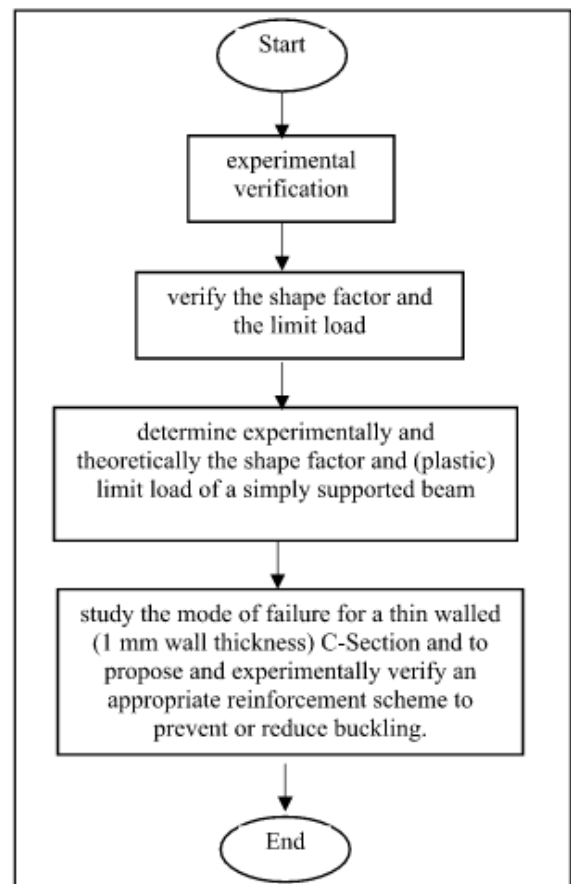 Start
experimental
verification
verify the shape factor and
the limit load
determine experimentally and
theoretically the shape factor and (plastic)
limit load of a simply supported beam
study the mode of failure for a thin walled
(1 mm wall thickness) C-Section and to
propose and experimentally verify an
appropriate reinforcement scheme to
prevent or reduce buckling.
End